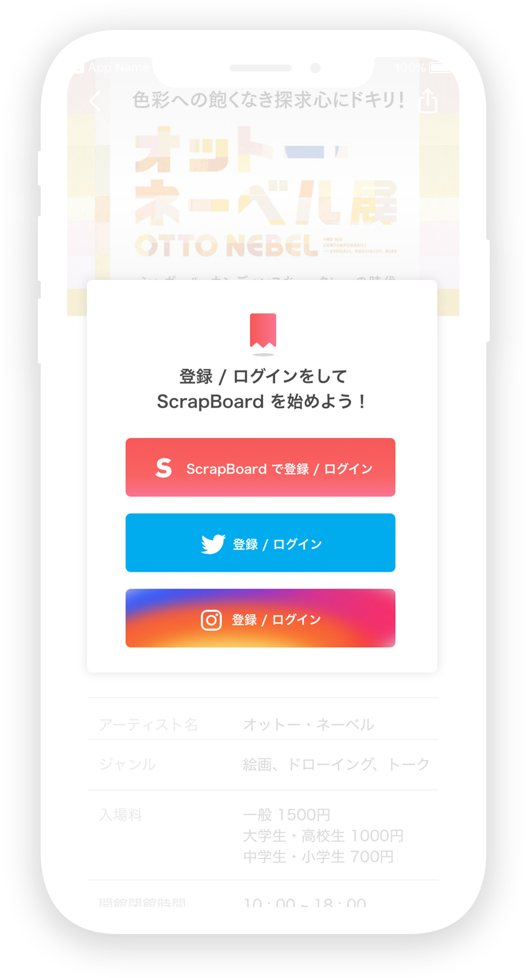 App Name
100%
色彩への飽くなき探求心にドキリ！
オットー
ネーベル展
OTTO NEBEL
登録 / ログインをして
ScrapBoard を始めよう！
S ScrapBoard で登録 / ログイン
登録 / ログイン
登録 / ログイン
アーティスト名 オットー・ネーベル
ジャンル 絵画、ドローイング、トーク
入場料 一般 1500円
大学生・高校生 1000円
中学生・小学生 700円
開館閉館時間 10：00 ~ 18：00